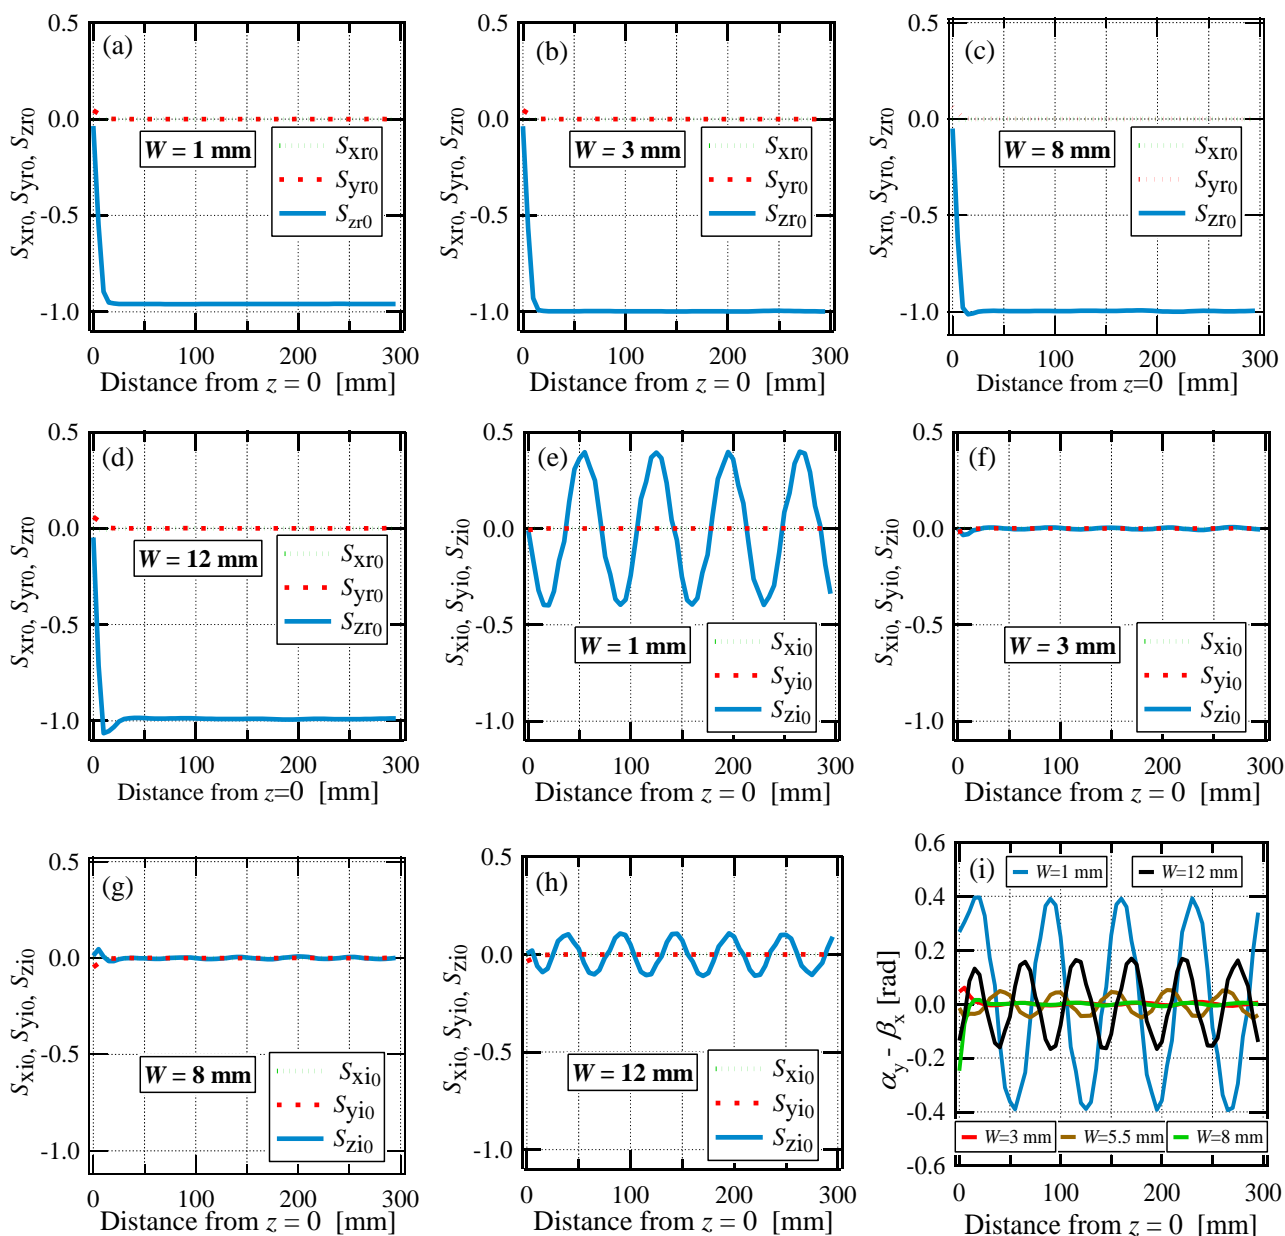 (a)
0.5
0.0
-0.5
-1.0
Sxr0, Syr0, Szr0
W = 1 mm
Sxr0
Syr0
Szr0
0 100 200 300
Distance from z = 0 [mm]
(b)
0.5
0.0
-0.5
-1.0
Sxr0, Syr0, Szr0
W = 3 mm
Sxr0
Syr0
Szr0
0 100 200 300
Distance from z = 0 [mm]
(c)
0.5
0.0
-0.5
-1.0
Sxr0, Syr0, Szr0
W = 8 mm
Sxr0
Syr0
Szr0
0 100 200 300
Distance from z=0 [mm]
(d)
0.5
0.0
-0.5
-1.0
Sxr0, Syr0, Szr0
W = 12 mm
Sxr0
Syr0
Szr0
0 100 200 300
Distance from z=0 [mm]
(e)
0.5
0.0
-0.5
-1.0
Sxi0, Syi0, Szi0
W = 1 mm
Sxi0
Syi0
Szi0
0 100 200 300
Distance from z = 0 [mm]
(f)
0.5
0.0
-0.5
-1.0
Sxi0, Syi0, Szi0
W = 3 mm
Sxi0
Syi0
Szi0
0 100 200 300
Distance from z = 0 [mm]
(g)
0.5
0.0
-0.5
-1.0
Sxi0, Syi0, Szi0
W = 8 mm
Sxi0
Syi0
Szi0
0 100 200 300
Distance from z = 0 [mm]
(h)
0.5
0.0
-0.5
-1.0
Sxi0, Syi0, Szi0
W = 12 mm
Sxi0
Syi0
Szi0
0 100 200 300
Distance from z = 0 [mm]
(i)
0.6
0.4
0.2
0.0
-0.2
-0.4
-0.6
αy - βx [rad]
W=1 mm W=12 mm
W=3 mm W=5.5 mm W=8 mm
0 100 200 300
Distance from z = 0 [mm]